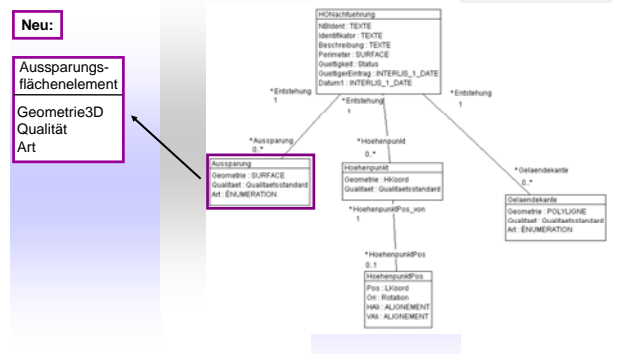 Neu:
Aussparungs-
flächenelement
Geometrie3D
Qualität
Art
HONachfuehrung
NBIdent : TEXTE
Identifikator : TEXTE
Beschreibung : TEXTE
Perimeter : SURFACE
Gueltigkeit : Status
GueltigerEintrag : INTERLIS_1_DATE
Datum1 : INTERLIS_1_DATE
*Entstehung
1
*Entstehung
1
*Entstehung
1
*Aussparung
0..*
*Hoehenpunkt
0..*
*Gelaendekante
0..*
Aussparung
Geometrie : SURFACE
Qualitaet : Qualitaetsstandard
Art : ENUMERATION
Hoehenpunkt
Geometrie : HKoord
Qualitaet : Qualitaetsstandard
Gelaendekante
Geometrie : POLYLIGNE
Qualitaet : Qualitaetsstandard
Art : ENUMERATION
*HoehenpunktPos_von
1
*HoehenpunktPos
0..1
HoehenpunktPos
Pos : LKoord
Ori : Rotation
HAli : ALIGNEMENT
VAli : ALIGNEMENT